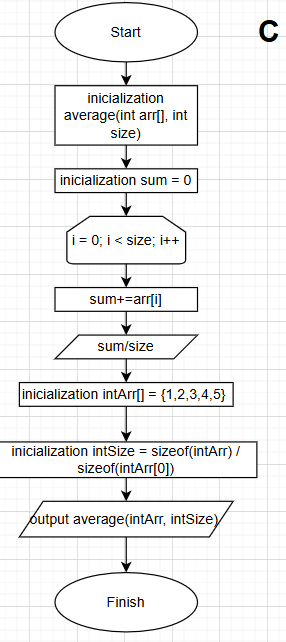 Start
C
inicialization
average(int arr[], int
size)
inicialization sum = 0
i = 0; i < size; i++
sum+=arr[i]
sum/size
inicialization intArr[] = {1,2,3,4,5}
inicialization intSize = sizeof(intArr) /
sizeof(intArr[0])
output average(intArr, intSize)
Finish